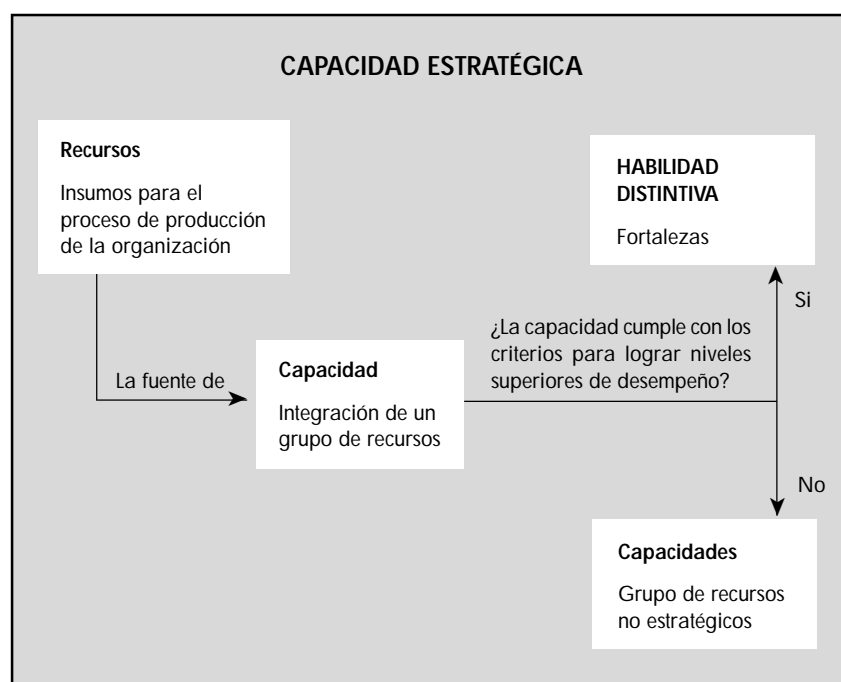 CAPACIDAD ESTRATÉGICA
Recursos
Insumos para el
proceso de producción
de la organización
HABILIDAD
DISTINTIVA
Fortalezas
Si
¿La capacidad cumple con los
criterios para lograr niveles
superiores de desempeño?
La fuente de
Capacidad
Integración de un
grupo de recursos
No
Capacidades
Grupo de recursos
no estratégicos